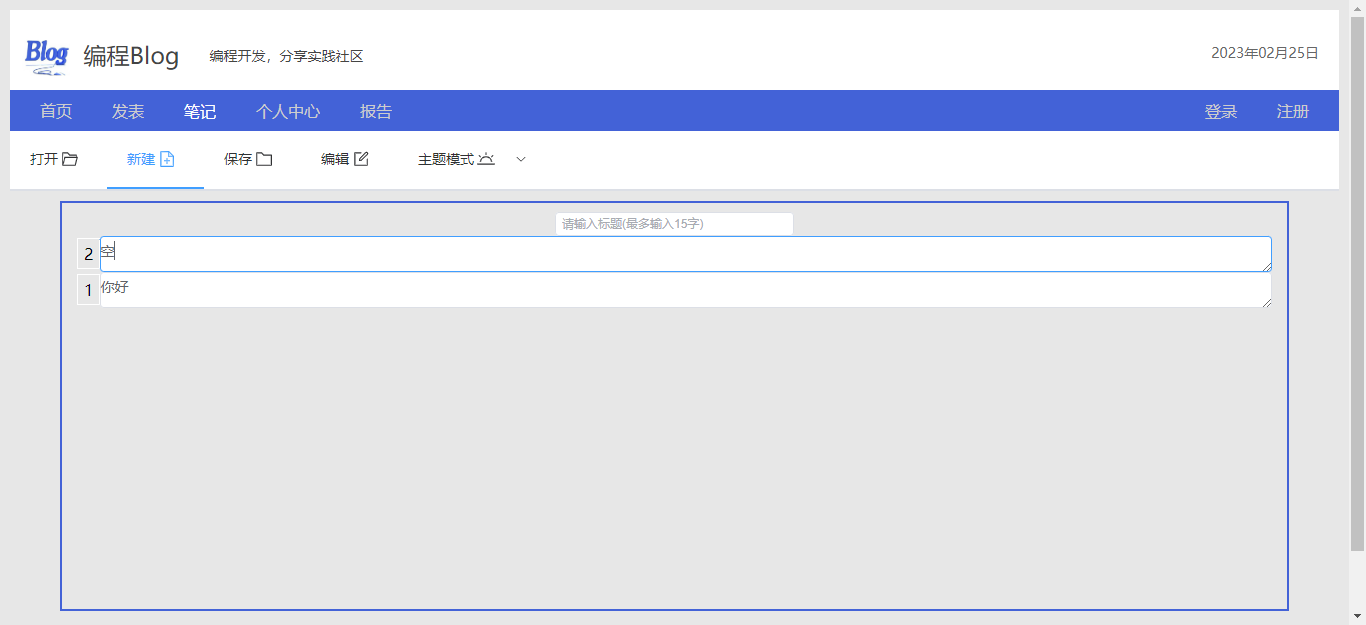 Blog 编程Blog 编程开发，分享实践社区 2023年02月25日
首页 发表 笔记 个人中心 报告 登录 注册
打开 新建 保存 编辑 主题模式
请输入标题(最多输入15字)
2 空
1 你好